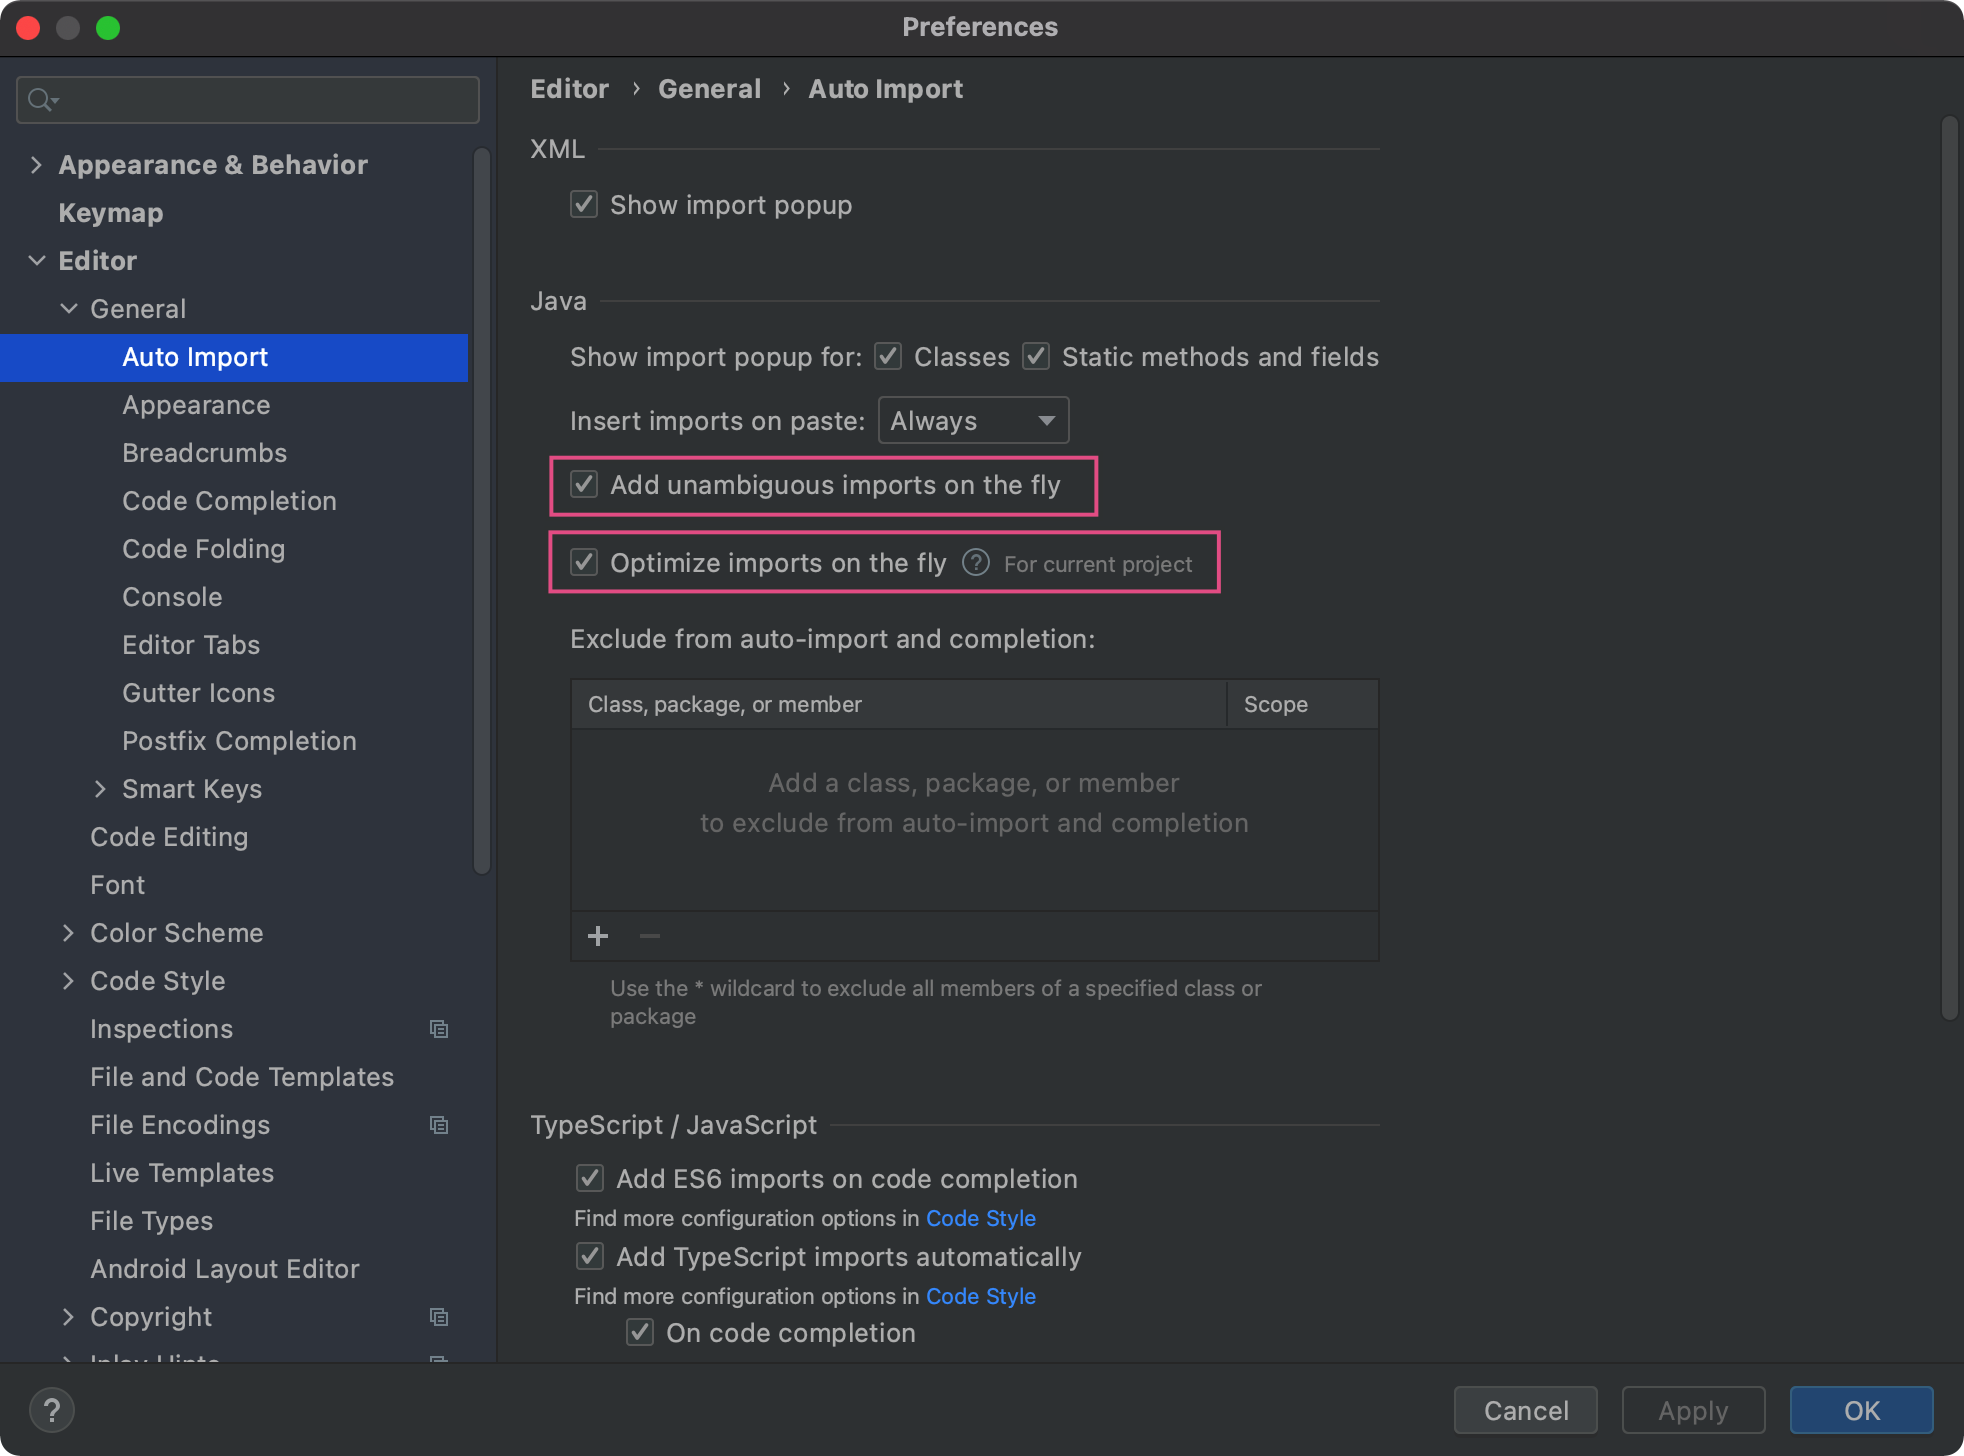 Preferences
Appearance & Behavior
Keymap
Editor
General
Auto Import
Appearance
Breadcrumbs
Code Completion
Code Folding
Console
Editor Tabs
Gutter Icons
Postfix Completion
Smart Keys
Code Editing
Font
Color Scheme
Code Style
Inspections
File and Code Templates
File Encodings
Live Templates
File Types
Android Layout Editor
Copyright
Inlay Hints
Editor › General › Auto Import
XML
Show import popup
Java
Show import popup for: Classes Static methods and fields
Insert imports on paste: Always
Add unambiguous imports on the fly
Optimize imports on the fly ? For current project
Exclude from auto-import and completion:
Class, package, or member Scope
Add a class, package, or member
to exclude from auto-import and completion
Use the * wildcard to exclude all members of a specified class or
package
TypeScript / JavaScript
Add ES6 imports on code completion
Find more configuration options in Code Style
Add TypeScript imports automatically
Find more configuration options in Code Style
On code completion
? Cancel Apply OK